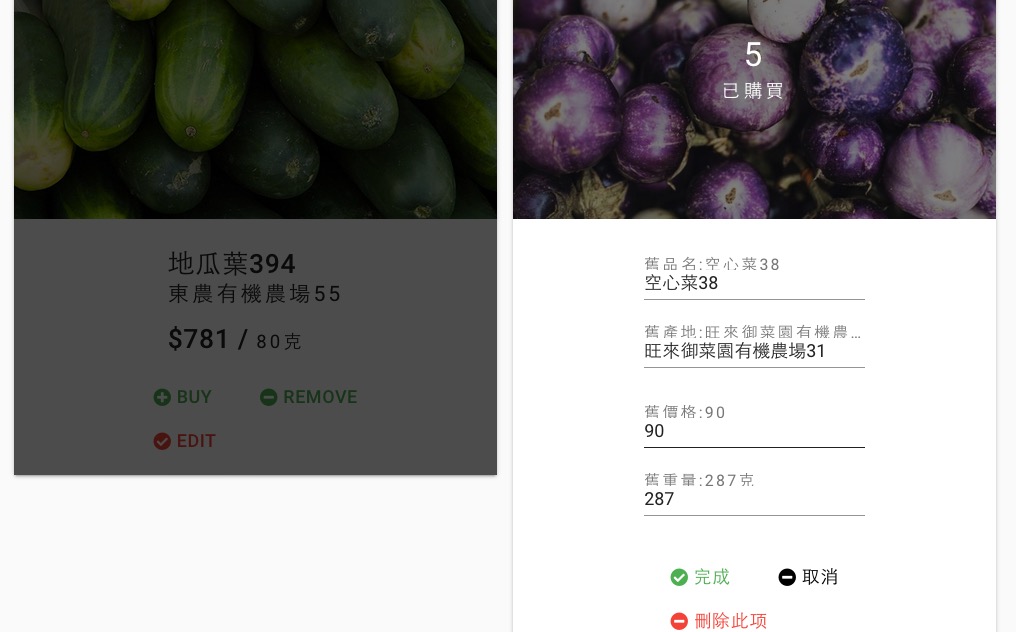 地瓜葉394
東農有機農場55
$781 / 80克
BUY
REMOVE
EDIT
5
已購買
舊品名:空心菜38
空心菜38
舊產地:旺來御菜園有機農…
旺來御菜園有機農場31
舊價格:90
90
舊重量:287克
287
完成
取消
刪除此项